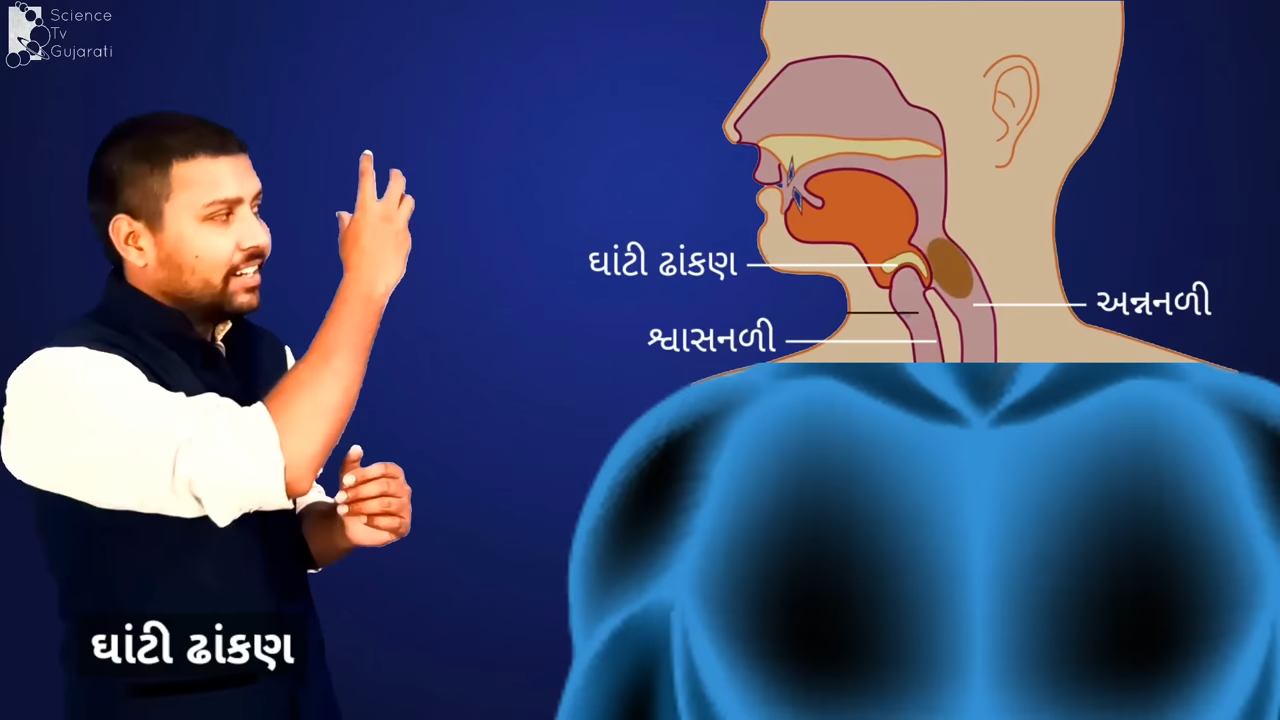 Science
Tv
Gujarati
ઘાંટી ઢાંકણ
અન્નનળી
શ્વાસનળી
ઘાંટી ઢાંકણ